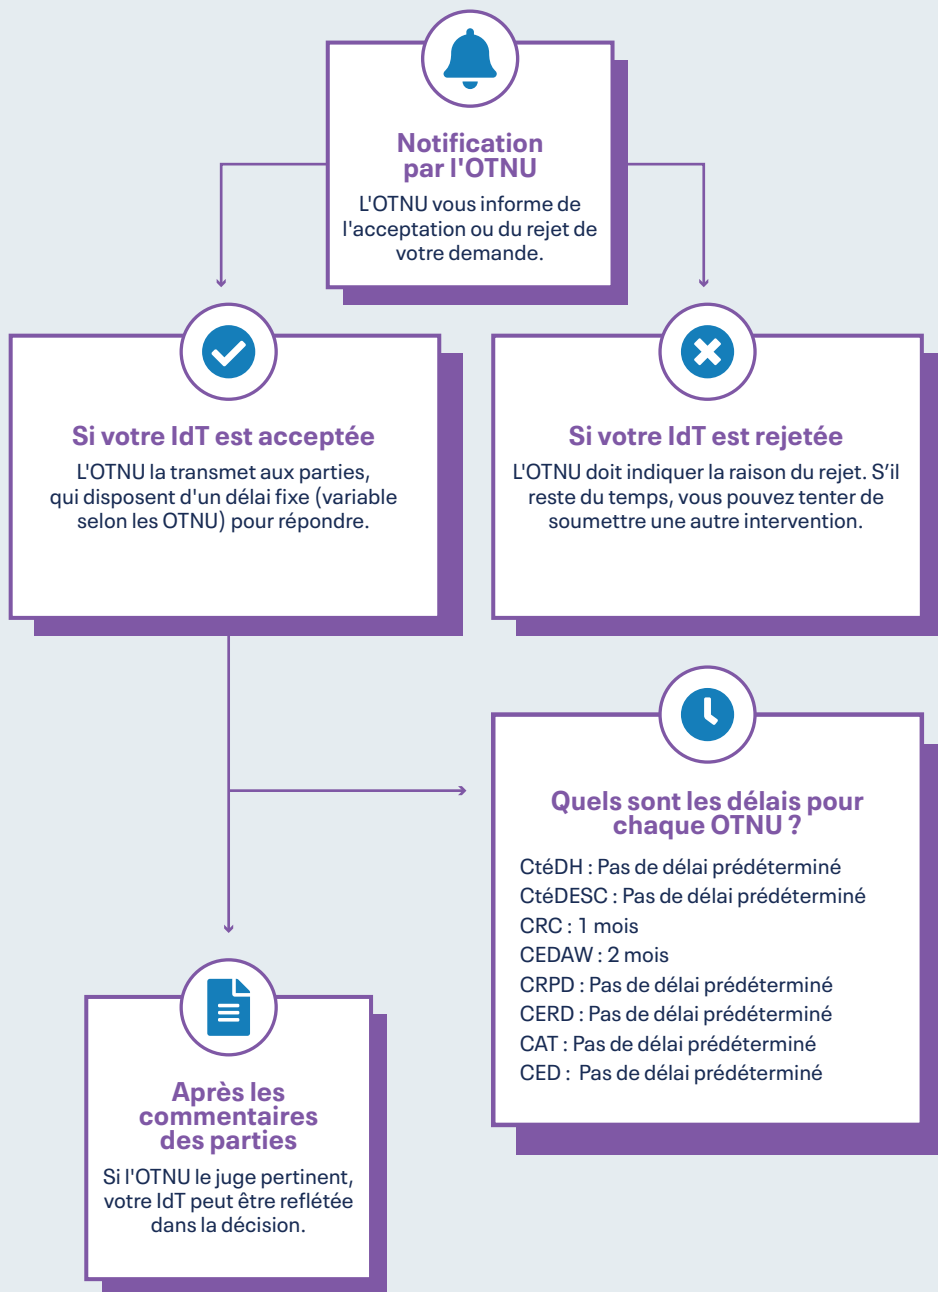 Notification
par l'OTNU
L'OTNU vous informe de
l'acceptation ou du rejet de
votre demande.
Si votre IdT est acceptée
L'OTNU la transmet aux parties,
qui disposent d'un délai fixe (variable
selon les OTNU) pour répondre.
Si votre IdT est rejetée
L'OTNU doit indiquer la raison du rejet. S’il
reste du temps, vous pouvez tenter de
soumettre une autre intervention.
Quels sont les délais pour
chaque OTNU ?
CtéDH : Pas de délai prédéterminé
CtéDESC : Pas de délai prédéterminé
CRC : 1 mois
CEDAW : 2 mois
CRPD : Pas de délai prédéterminé
CERD : Pas de délai prédéterminé
CAT : Pas de délai prédéterminé
CED :  Pas de délai prédéterminé
Après les
commentaires
des parties
Si l'OTNU le juge pertinent,
votre IdT peut être reflétée
dans la décision.